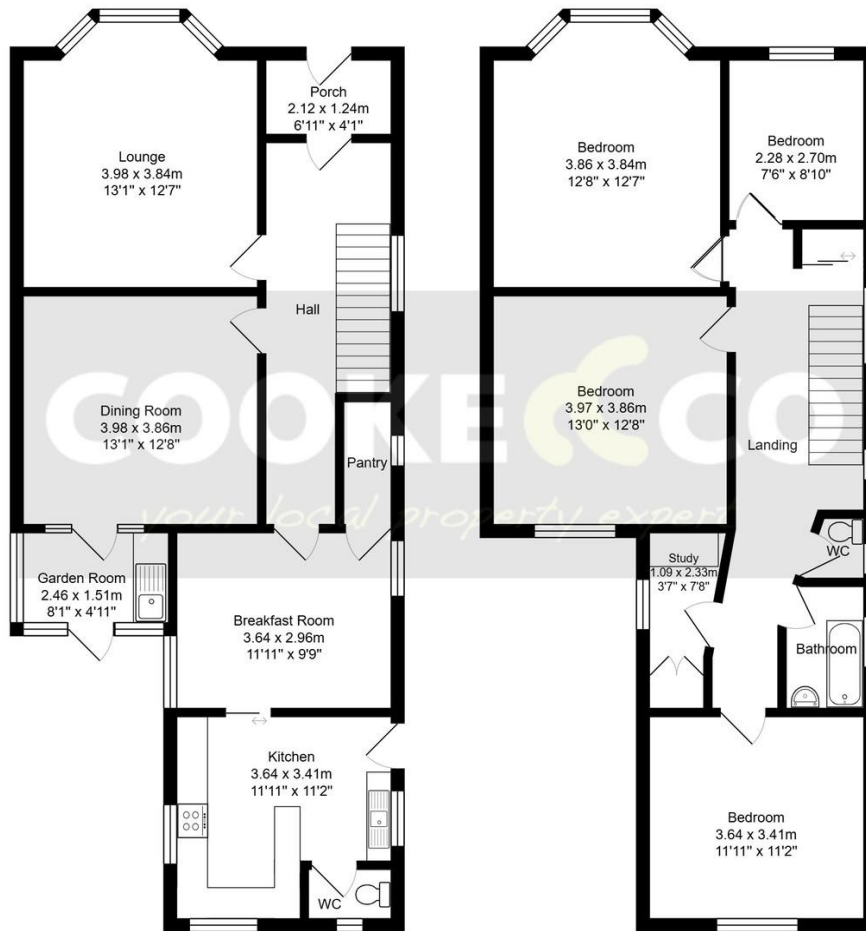 Porch
2.12 x 1.24m
6'11" x 4'1"
Lounge
3.98 x 3.84m
13'1" x 12'7"
Hall
Dining Room
3.98 x 3.86m
13'1" x 12'8"
Pantry
Garden Room
2.46 x 1.51m
8'1" x 4'11"
Breakfast Room
3.64 x 2.96m
11'11" x 9'9"
Kitchen
3.64 x 3.41m
11'11" x 11'2"
WC
Bedroom
3.86 x 3.84m
12'8" x 12'7"
Bedroom
2.28 x 2.70m
7'6" x 8'10"
Bedroom
3.97 x 3.86m
13'0" x 12'8"
Landing
WC
Study
1.09 x 2.33m
3'7" x 7'8"
Bathroom
Bedroom
3.64 x 3.41m
11'11" x 11'2"
COOKE & CO
your local property expert